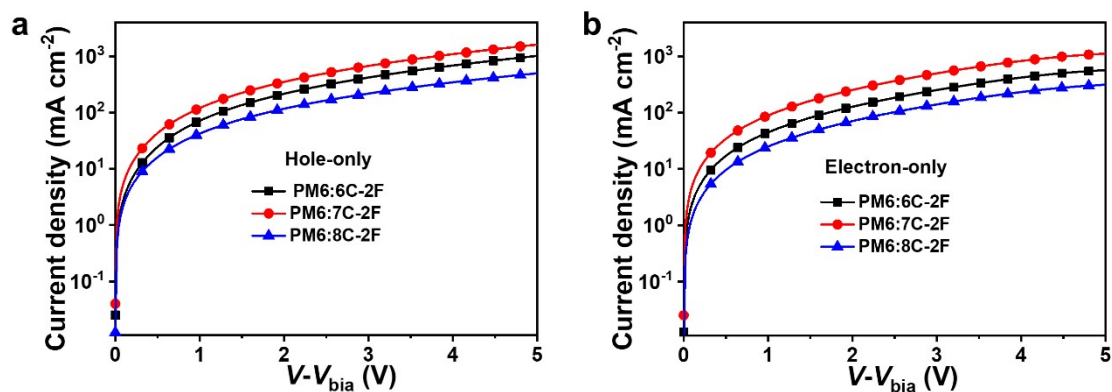 a
Current density (mA cm⁻²)
10³
10²
10¹
10⁰
10⁻¹
Hole-only
PM6:6C-2F
PM6:7C-2F
PM6:8C-2F
0 1 2 3 4 5
V-V_bia (V)
b
Current density (mA cm⁻²)
10³
10²
10¹
10⁰
10⁻¹
Electron-only
PM6:6C-2F
PM6:7C-2F
PM6:8C-2F
0 1 2 3 4 5
V-V_bia (V)